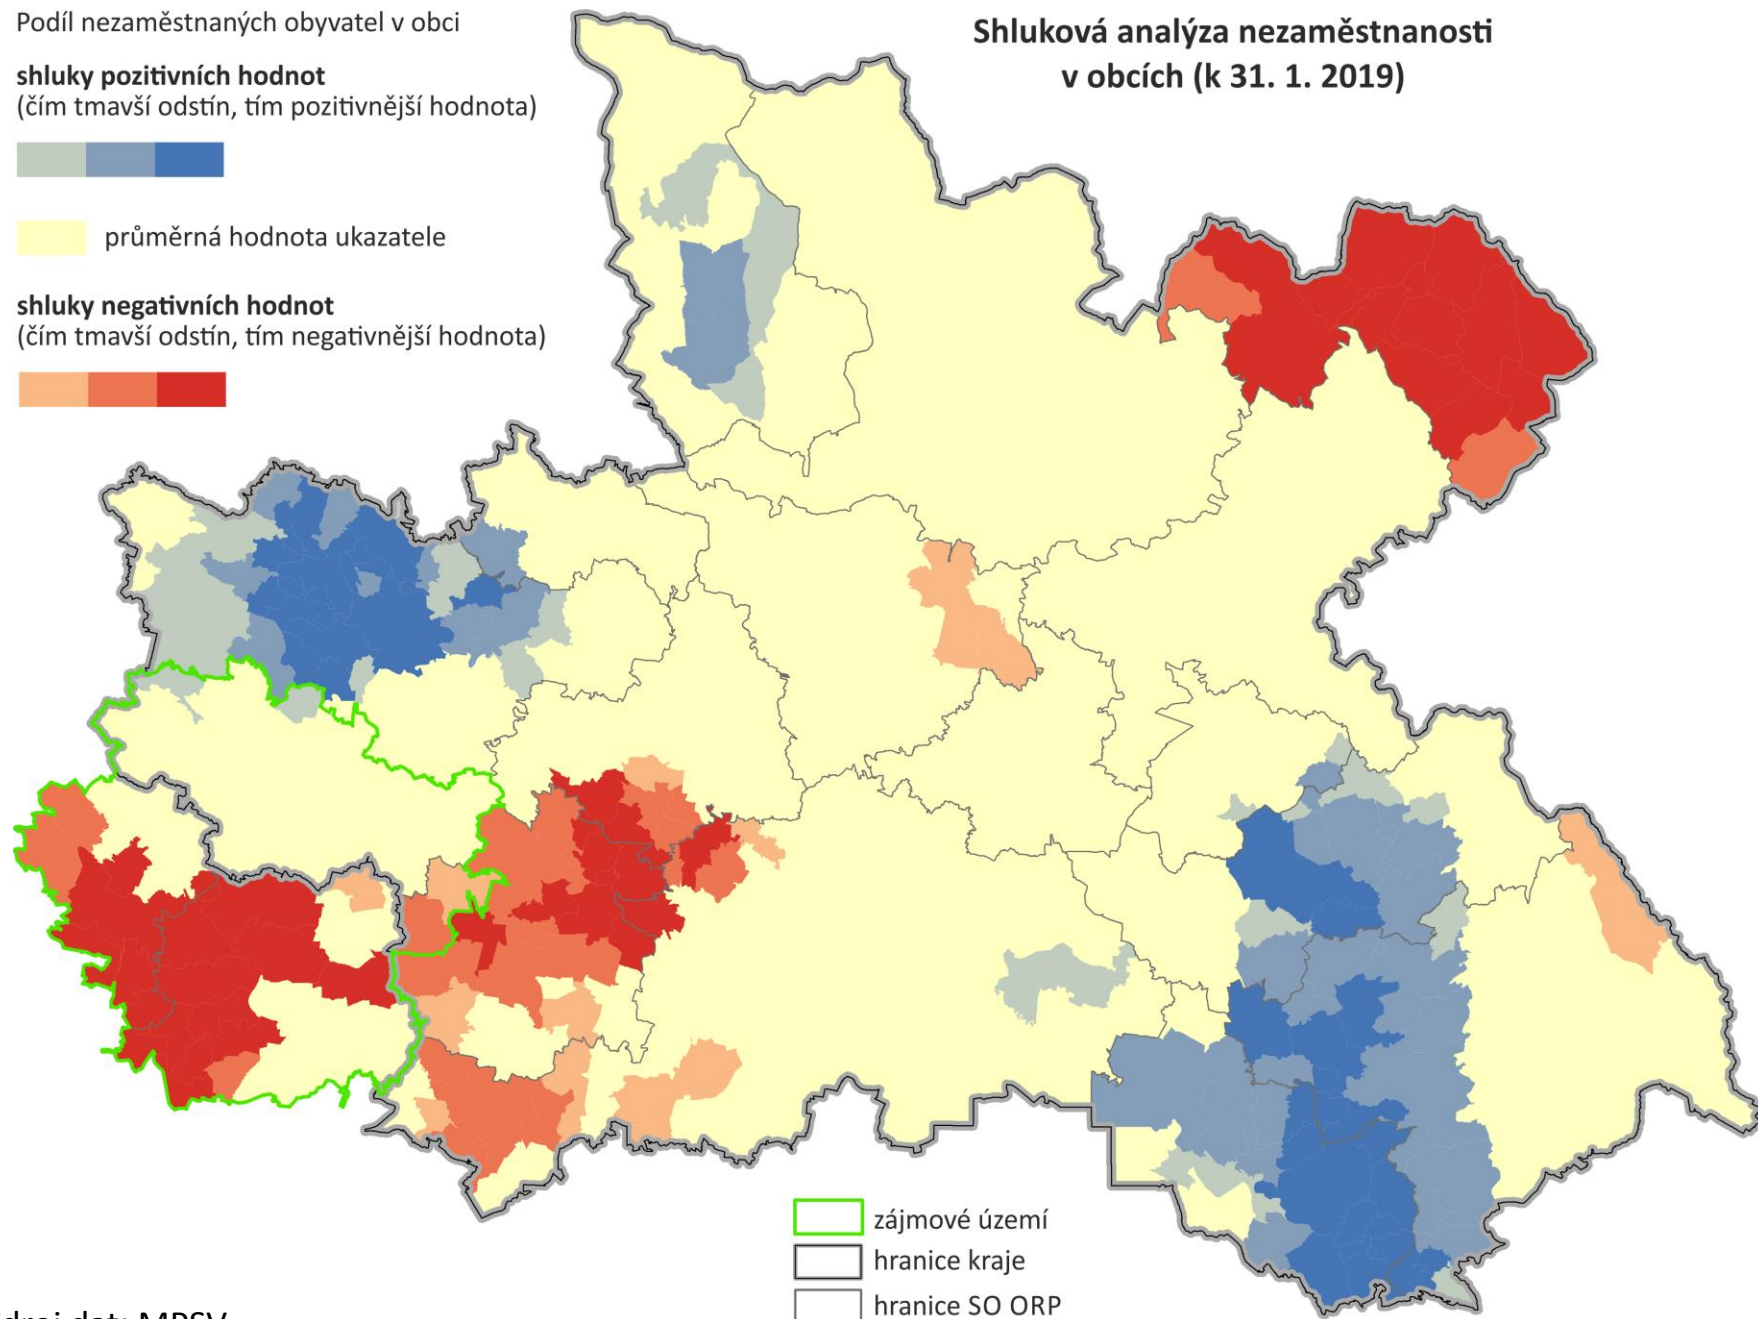 Podíl nezaměstnaných obyvatel v obci
shluky pozitivních hodnot
(čím tmavší odstín, tím pozitivnější hodnota)
průměrná hodnota ukazatele
shluky negativních hodnot
(čím tmavší odstín, tím negativnější hodnota)
Shluková analýza nezaměstnanosti
v obcích (k 31. 1. 2019)
zájmové území
hranice kraje
hranice SO ORP